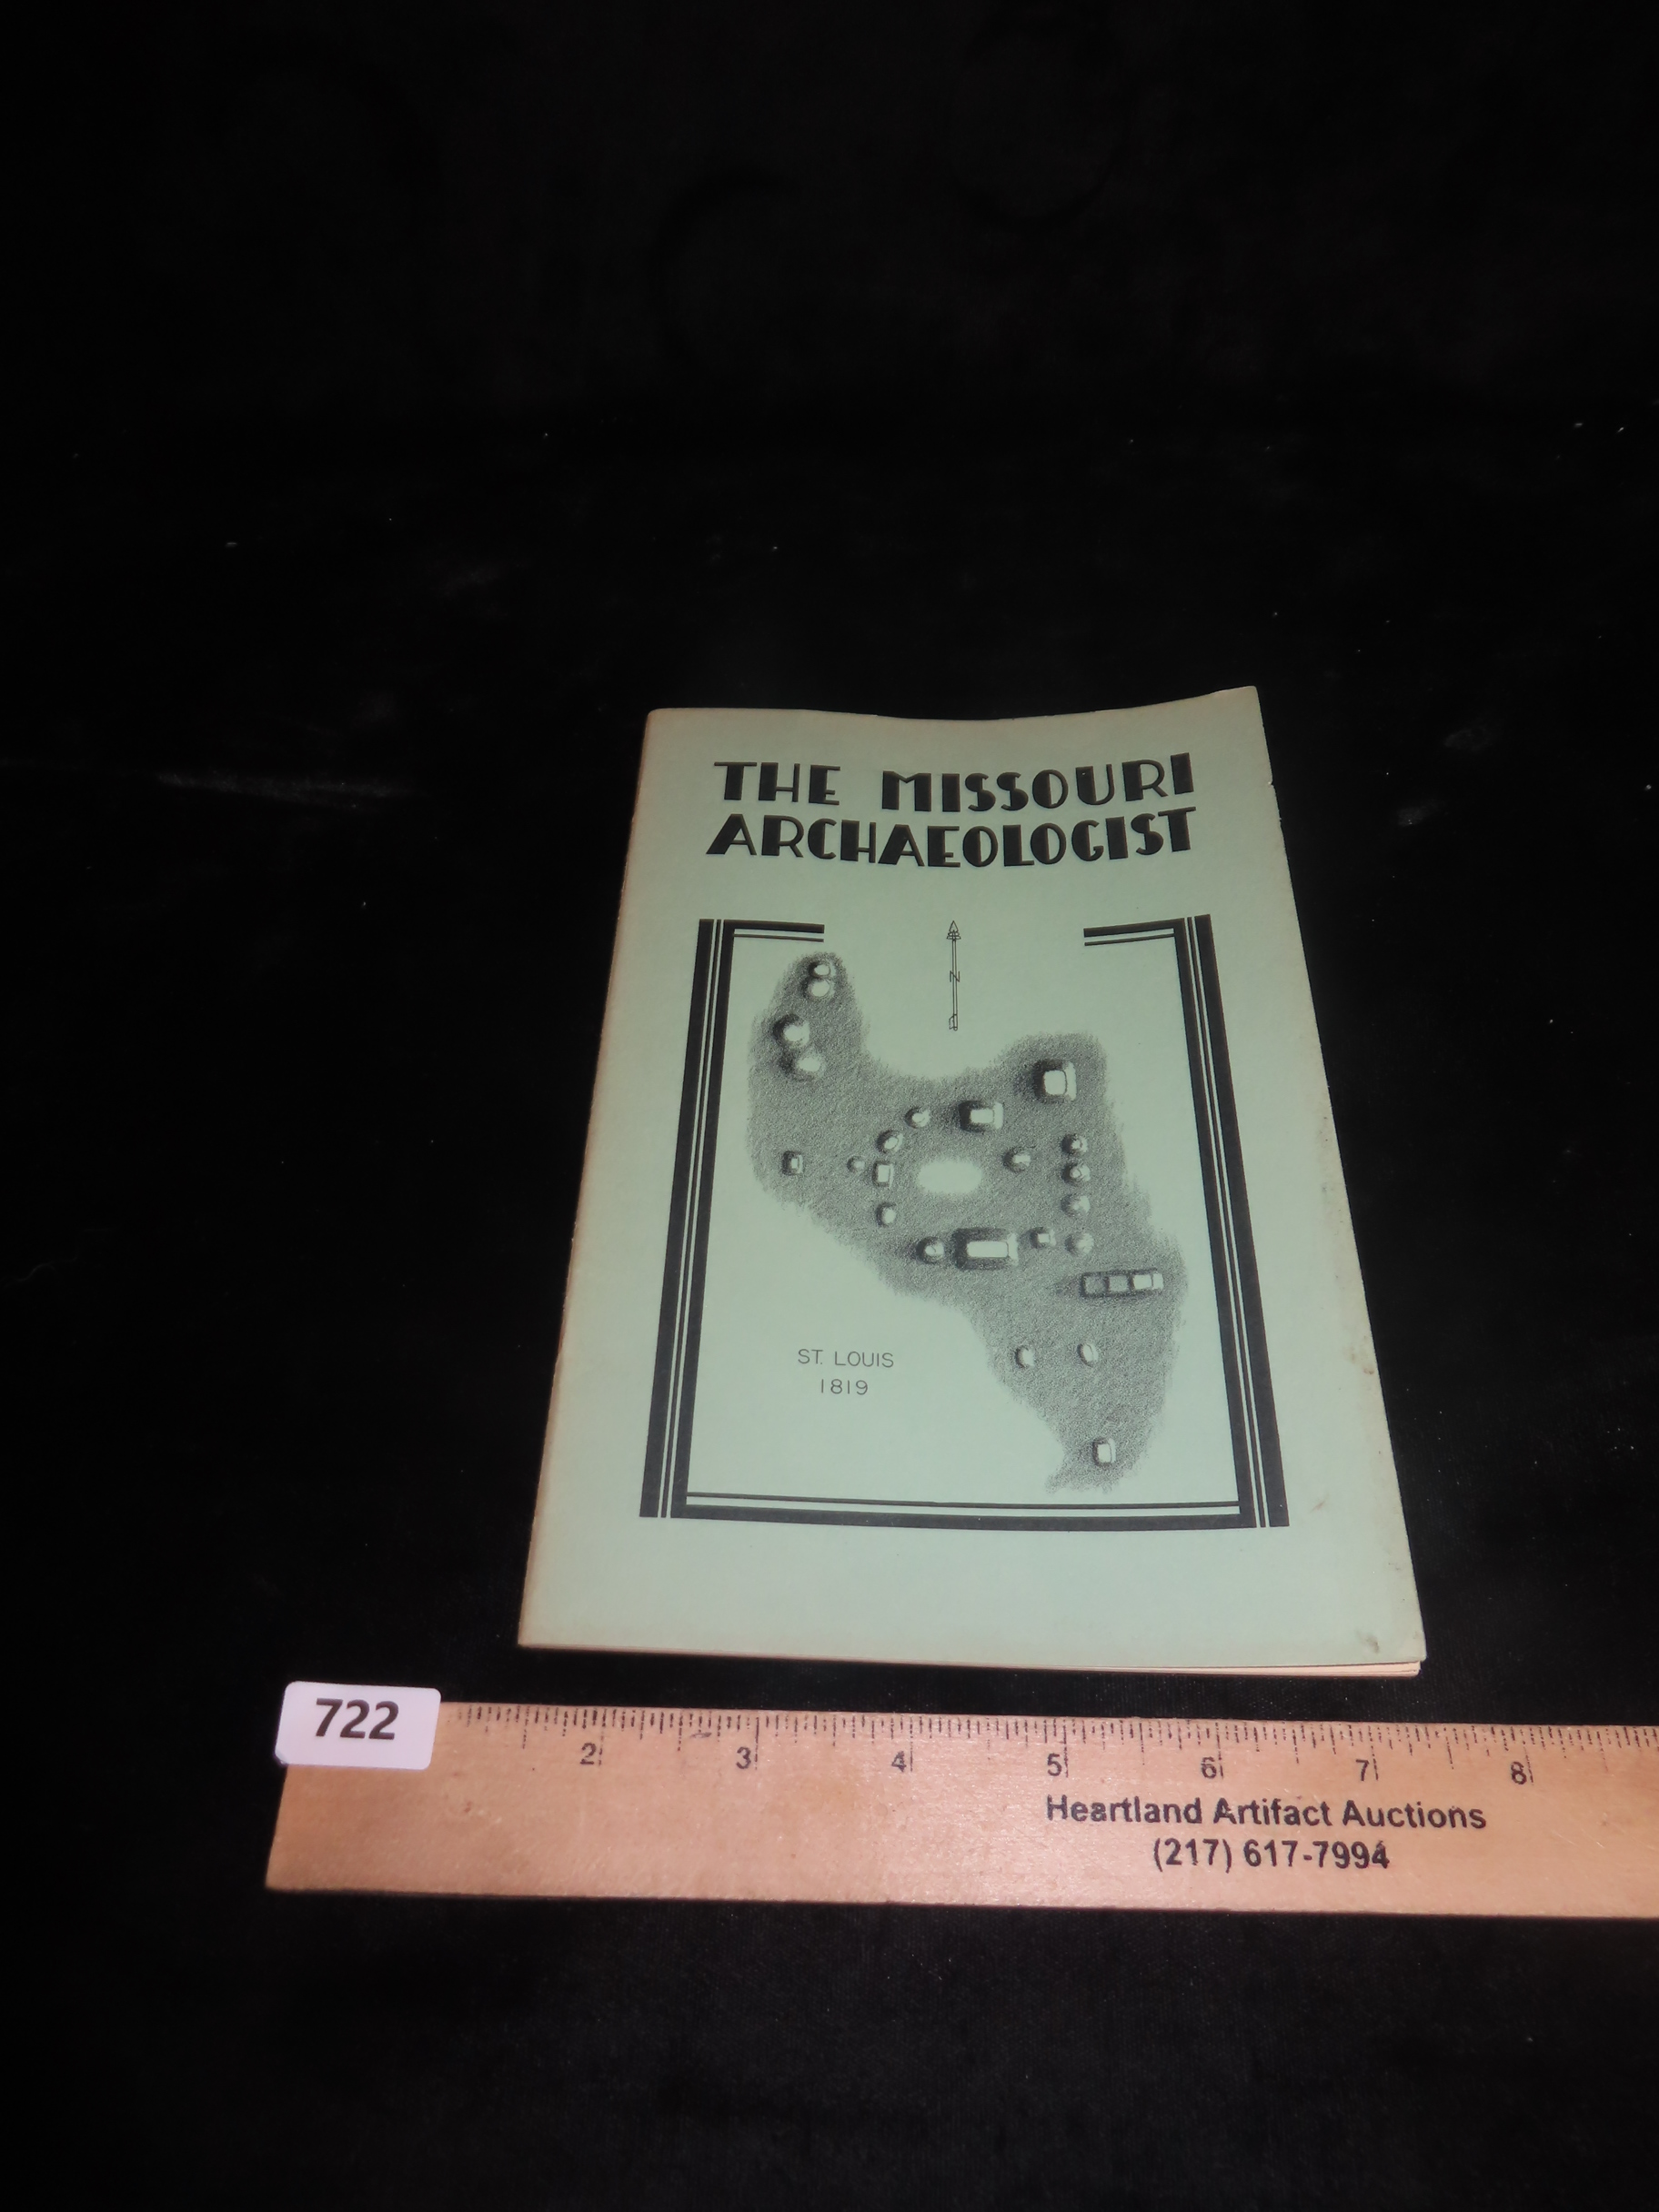 THE MISSOURI
ARCHAEOLOGIST
N
ST. LOUIS
1819
722
2 3 4 5 6 7 8
Heartland Artifact Auctions
(217) 617-7994